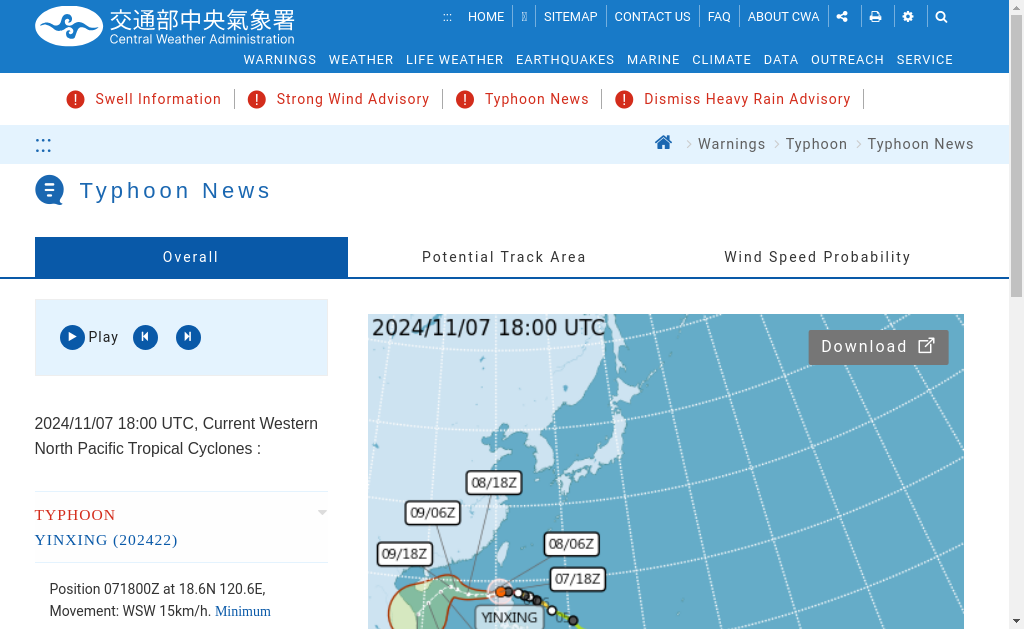 交通部中央氣象署
Central Weather Administration
::: HOME SITEMAP CONTACT US FAQ ABOUT CWA
WARNINGS WEATHER LIFE WEATHER EARTHQUAKES MARINE CLIMATE DATA OUTREACH SERVICE
Swell Information Strong Wind Advisory Typhoon News Dismiss Heavy Rain Advisory
::: Warnings Typhoon Typhoon News
Typhoon News
Overall Potential Track Area Wind Speed Probability
Play
2024/11/07 18:00 UTC, Current Western
North Pacific Tropical Cyclones :
TYPHOON
YINXING (202422)
Position 071800Z at 18.6N 120.6E,
Movement: WSW 15km/h. Minimum
2024/11/07 18:00 UTC
Download
08/18Z
09/06Z
08/06Z
09/18Z
07/18Z
YINXING